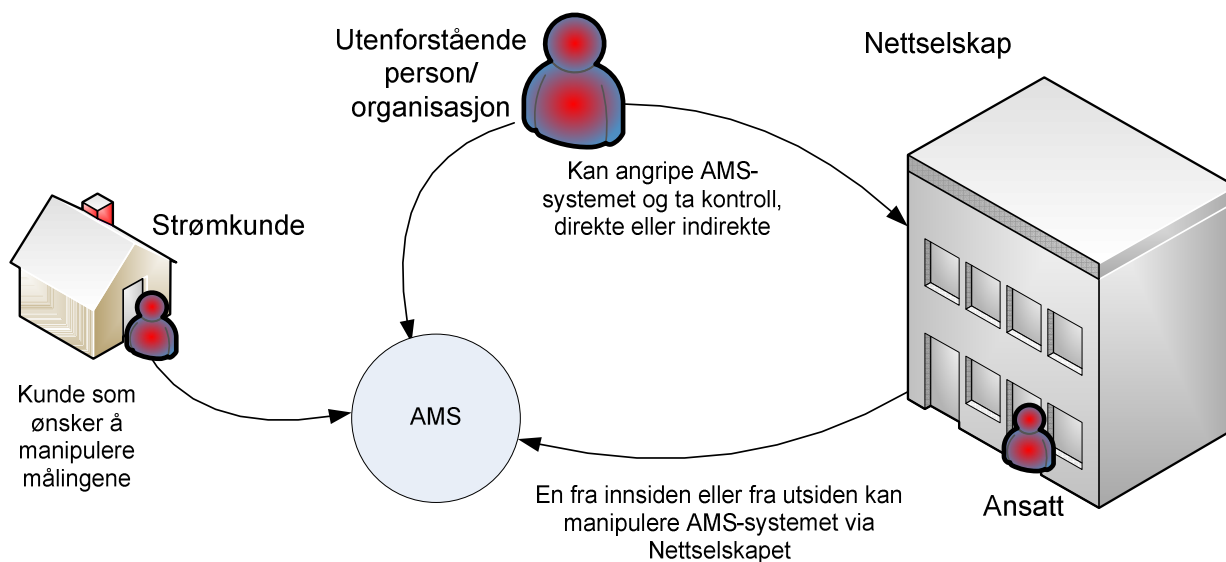 Utenforstående
person/
organisasjon
Nettselskap
Kan angripe AMS-
systemet og ta kontroll,
direkte eller indirekte
Strømkunde
Kunde som
ønsker å
manipulere
målingene
AMS
En fra innsiden eller fra utsiden kan
manipulere AMS-systemet via
Nettselskapet
Ansatt